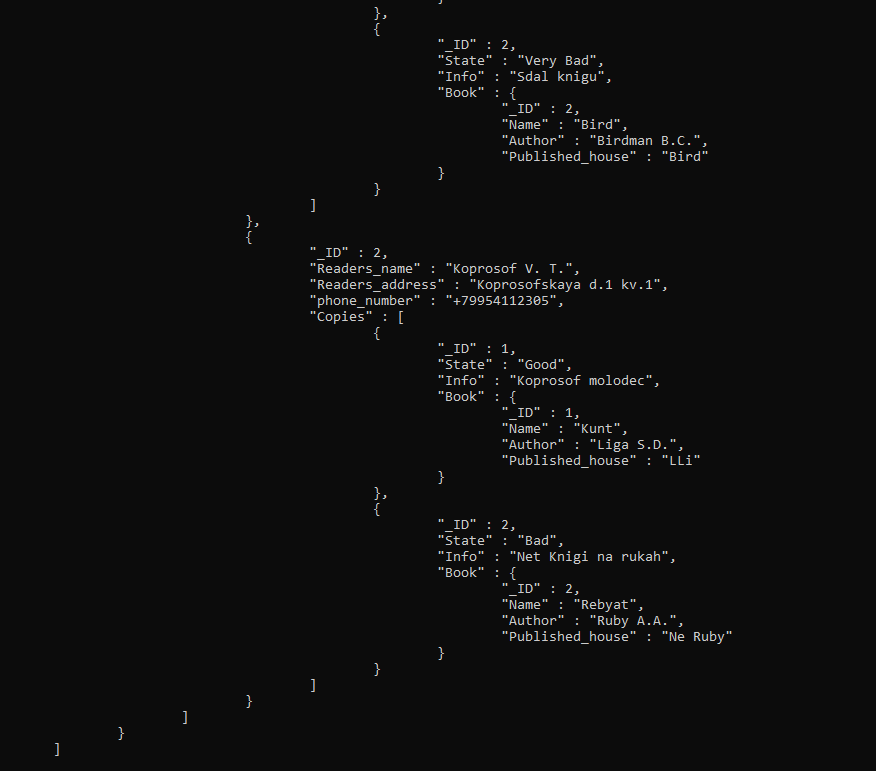 },
{
"_ID" : 2,
"State" : "Very Bad",
"Info" : "Sdal knigu",
"Book" : {
"_ID" : 2,
"Name" : "Bird",
"Author" : "Birdman B.C.",
"Published_house" : "Bird"
}
}
]
},
{
"_ID" : 2,
"Readers_name" : "Koprosof V. T.",
"Readers_address" : "Koprosofskaya d.1 kv.1",
"phone_number" : "+79954112305",
"Copies" : [
{
"_ID" : 1,
"State" : "Good",
"Info" : "Koprosof molodec",
"Book" : {
"_ID" : 1,
"Name" : "Kunt",
"Author" : "Liga S.D.",
"Published_house" : "LLi"
}
},
{
"_ID" : 2,
"State" : "Bad",
"Info" : "Net Knigi na rukah",
"Book" : {
"_ID" : 2,
"Name" : "Rebyat",
"Author" : "Ruby A.A.",
"Published_house" : "Ne Ruby"
}
}
]
}
]
}
]